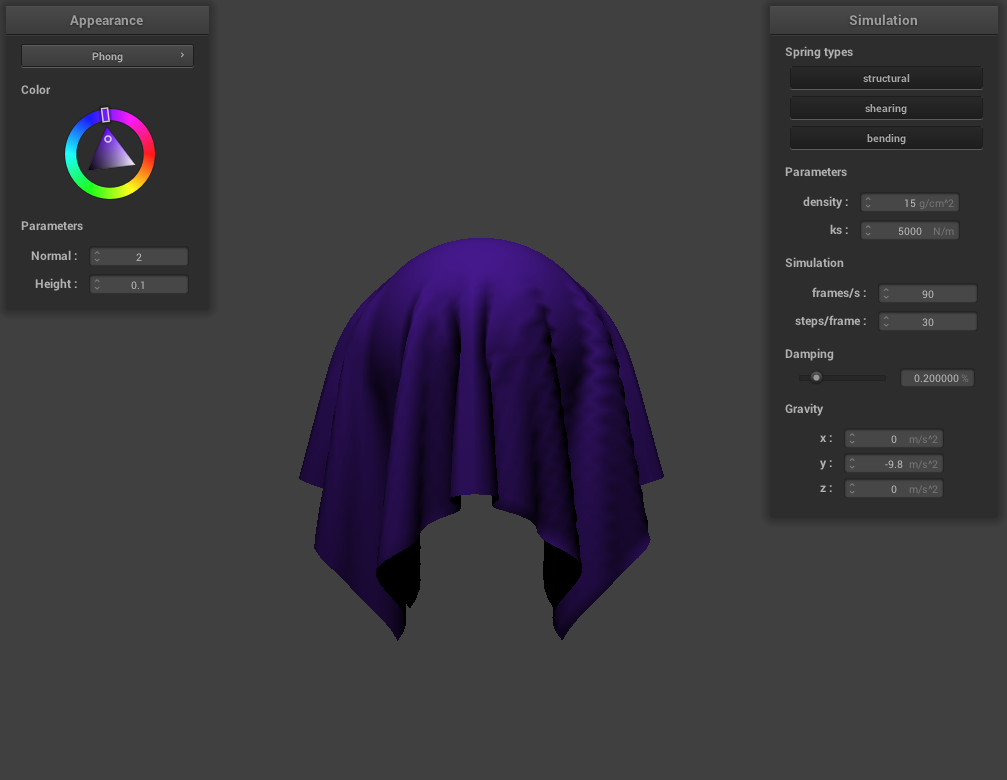 Appearance
Phong
Color
Parameters
Normal : 2
Height : 0.1
Simulation
Spring types
structural
shearing
bending
Parameters
density : 15 g/cm^2
ks : 5000 N/m
Simulation
frames/s : 90
steps/frame : 30
Damping
0.200000 %
Gravity
x : 0 m/s^2
y : -9.8 m/s^2
z : 0 m/s^2